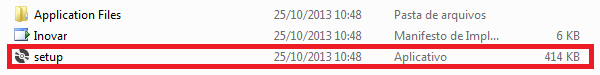 Application Files 25/10/2013 10:48 Pasta de arquivos
Inovar 25/10/2013 10:48 Manifesto de Impl... 6 KB
setup 25/10/2013 10:48 Aplicativo 414 KB